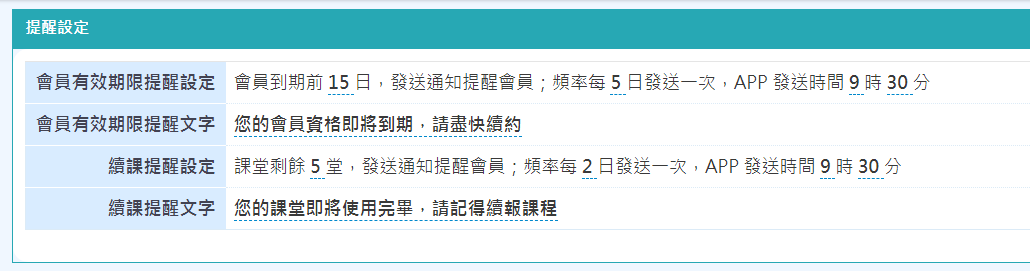 提醒設定
會員有效期限提醒設定 會員到期前 15 日，發送通知提醒會員；頻率每 5 日發送一次，APP 發送時間 9 時 30 分
會員有效期限提醒文字 您的會員資格即將到期，請盡快續約
續課提醒設定 課堂剩餘 5 堂，發送通知提醒會員；頻率每 2 日發送一次，APP 發送時間 9 時 30 分
續課提醒文字 您的課堂即將使用完畢，請記得續報課程